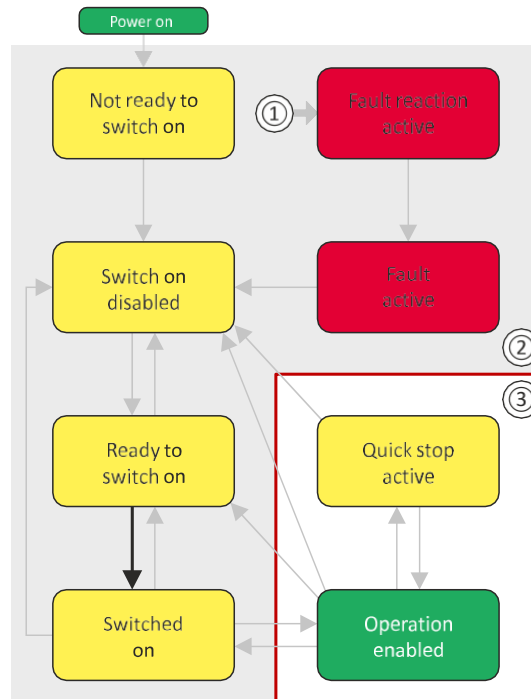 Power on
Not ready to
switch on
①
Fault reaction
active
Switch on
disabled
Fault
active
②
③
Ready to
switch on
Quick stop
active
Switched
on
Operation
enabled